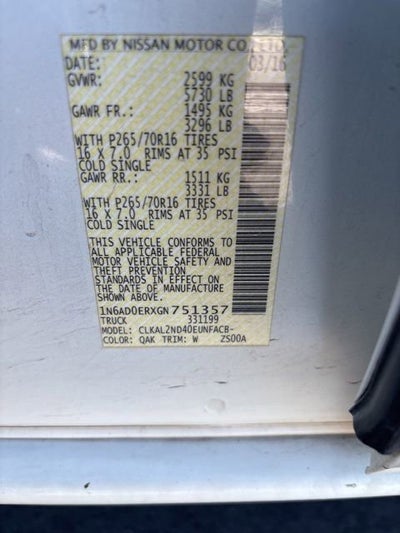 MFD BY NISSAN MOTOR CO., LTD.
DATE: 03/16
GVWR: 2599 KG
5730 LB
GAWR FR.: 1495 KG
3296 LB
WITH P265/70R16 TIRES
16 X 7.0 RIMS AT 35 PSI
COLD SINGLE
GAWR RR.: 1511 KG
3331 LB
WITH P265/70R16 TIRES
16 X 7.0 RIMS AT 35 PSI
COLD SINGLE
THIS VEHICLE CONFORMS TO
ALL APPLICABLE FEDERAL
MOTOR VEHICLE SAFETY AND
THEFT PREVENTION
STANDARDS IN EFFECT ON
THE DATE OF MANUFACTURE
SHOWN ABOVE.
1N6AD0ERXGN751357
TRUCK 331199
MODEL: CLKAL2ND40EUNFACB-
COLOR: QAK TRIM: W ZS00A